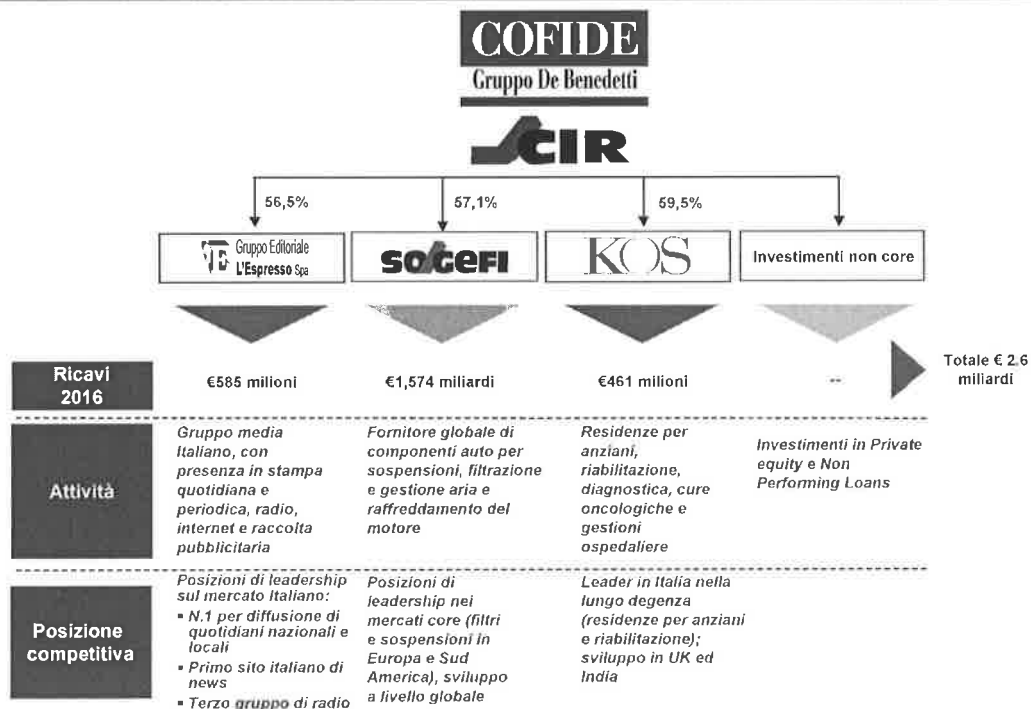 COFIDE
Gruppo De Benedetti
CIR
56,5%
57,1%
59,5%
Gruppo Editoriale
L'Espresso Spa
SOGEFI
KOS
Investimenti non core
Ricavi
2016
€585 milioni
€1,574 miliardi
€461 milioni
--
Totale € 2,6
miliardi
Attività
Gruppo media
Italiano, con
presenza in stampa
quotidiana e
periodica, radio,
internet e raccolta
pubblicitaria
Fornitore globale di
componenti auto per
sospensioni, filtrazione
e gestione aria e
raffreddamento del
motore
Residenze per
anziani,
riabilitazione,
diagnostica, cure
oncologiche e
gestioni
ospedaliere
Investimenti in Private
equity e Non
Performing Loans
Posizione
competitiva
Posizioni di leadership
sul mercato Italiano:
▪ N.1 per diffusione di
quotidiani nazionali e
locali
▪ Primo sito italiano di
news
▪ Terzo gruppo di radio
Posizioni di
leadership nei
mercati core (filtri
e sospensioni in
Europa e Sud
America), sviluppo
a livello globale
Leader in Italia nella
lungo degenza
(residenze per anziani
e riabilitazione);
sviluppo in UK ed
India